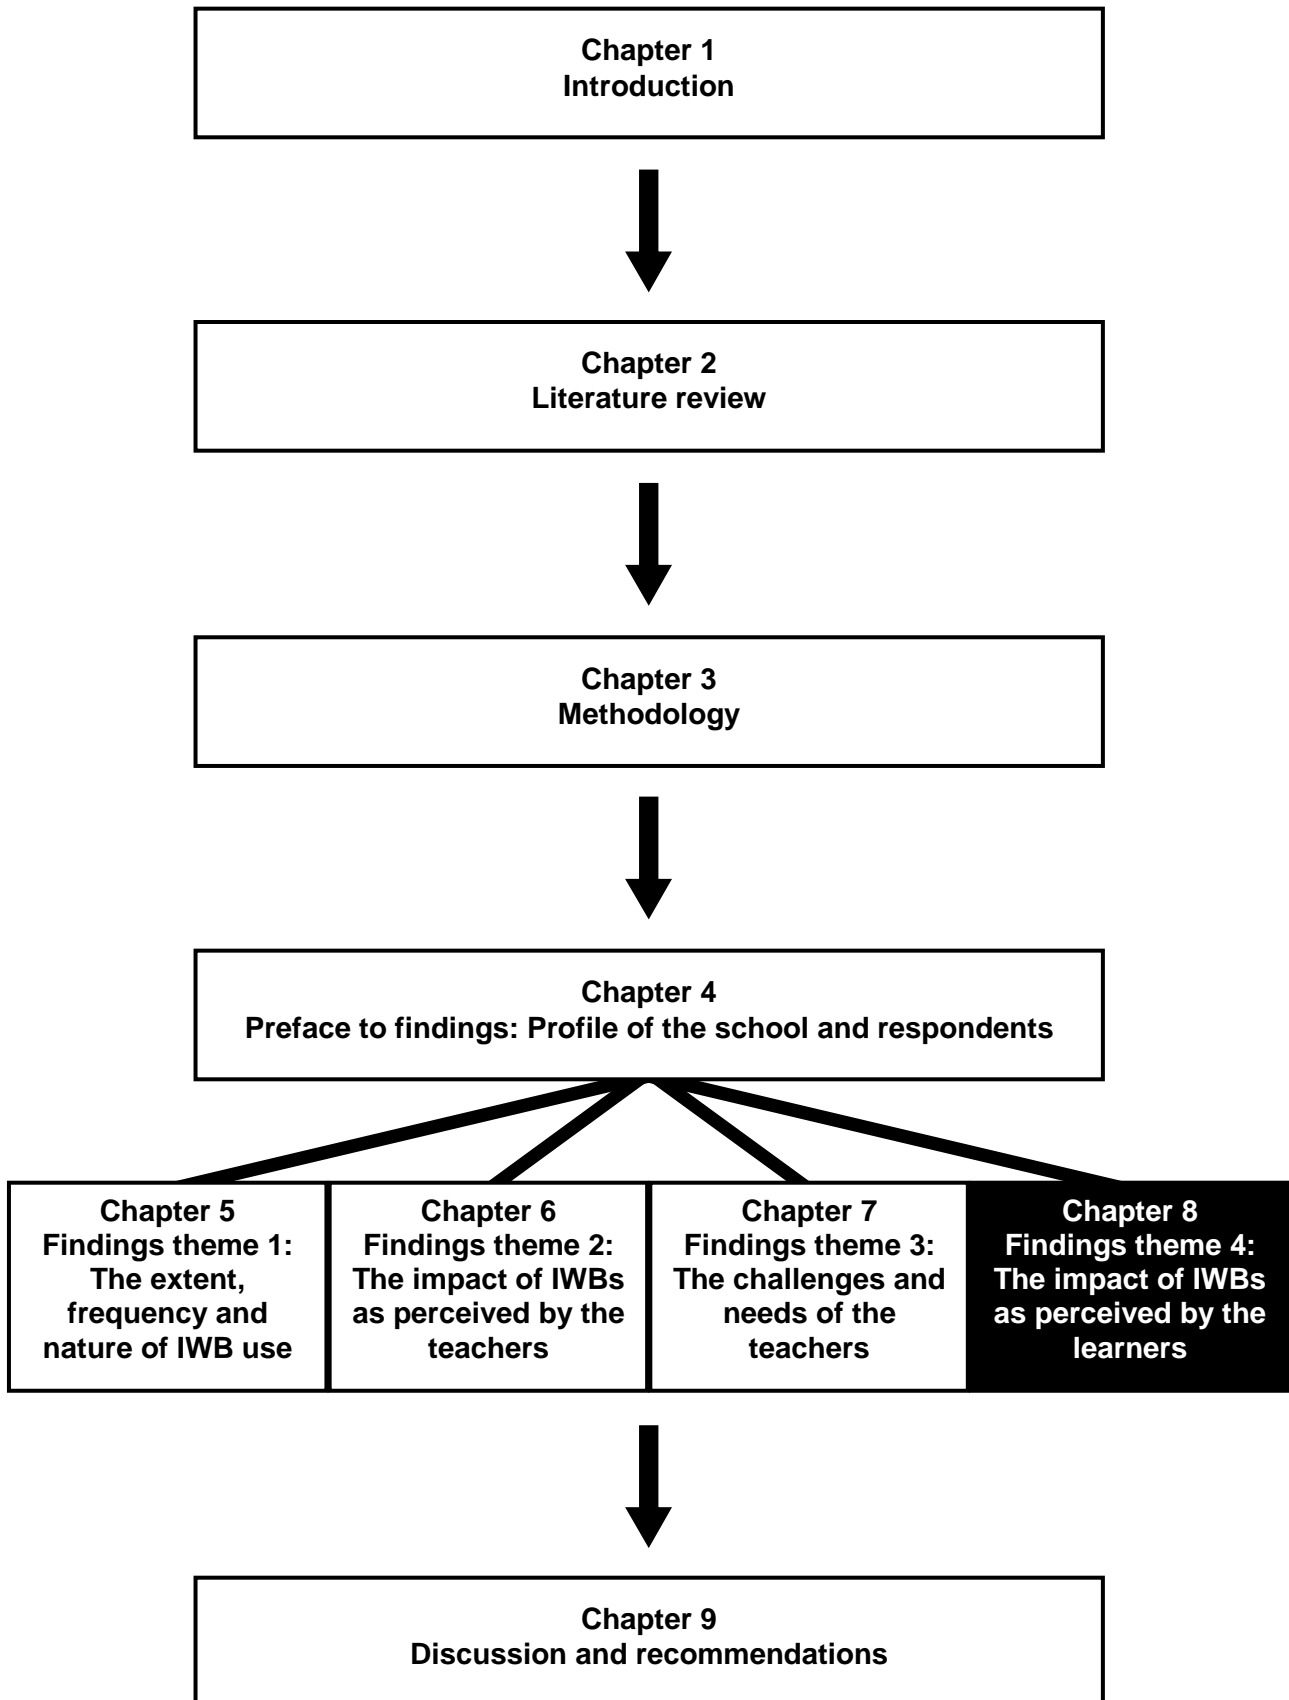 Chapter 1
Introduction
Chapter 2
Literature review
Chapter 3
Methodology
Chapter 4
Preface to findings: Profile of the school and respondents
Chapter 5
Findings theme 1:
The extent,
frequency and
nature of IWB use
Chapter 6
Findings theme 2:
The impact of IWBs
as perceived by the
teachers
Chapter 7
Findings theme 3:
The challenges and
needs of the
teachers
Chapter 8
Findings theme 4:
The impact of IWBs
as perceived by the
learners
Chapter 9
Discussion and recommendations